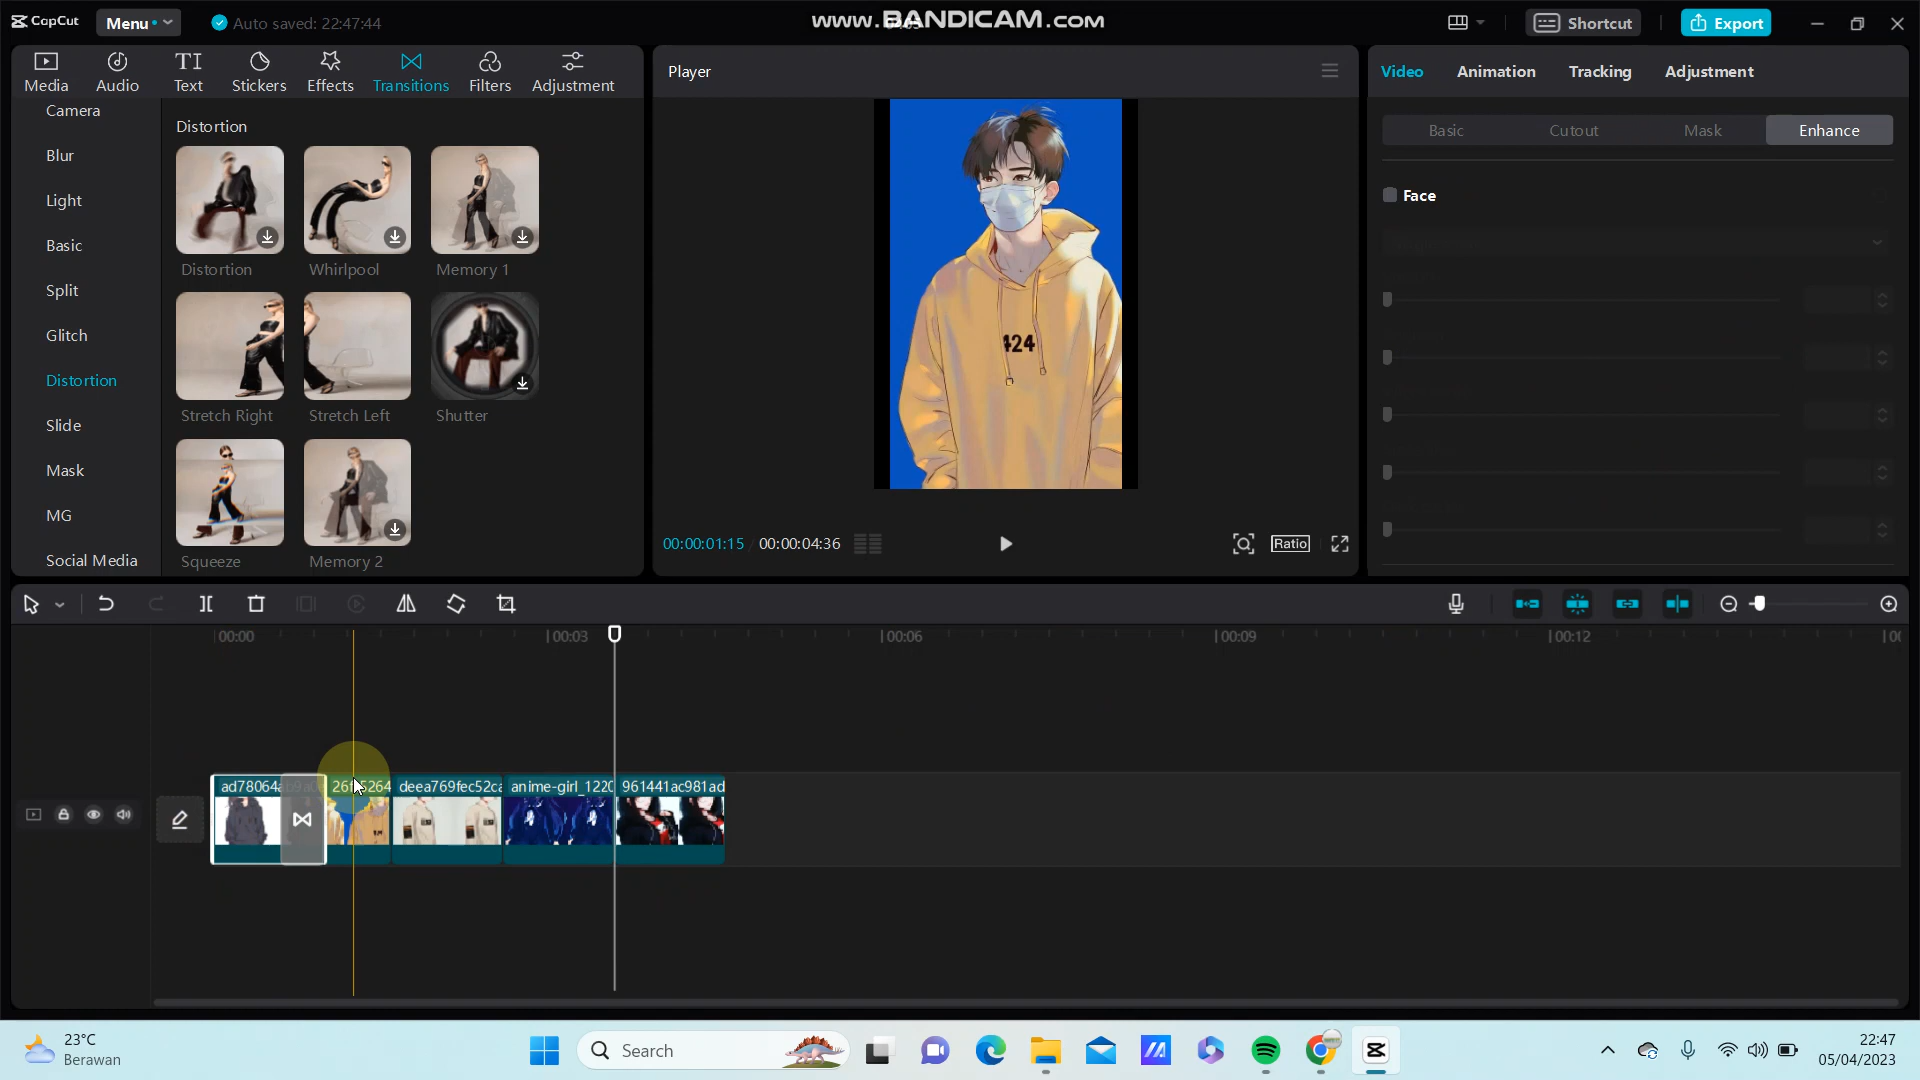 CapCut
Menu
Auto saved: 22:47:44
www.BANDICAM.com
Shortcut
Export
Media
Audio
Text
Stickers
Effects
Transitions
Filters
Adjustment
Camera
Blur
Light
Basic
Split
Glitch
Distortion
Slide
Mask
MG
Social Media
Distortion
Distortion
Whirlpool
Memory 1
Stretch Right
Stretch Left
Shutter
Squeeze
Memory 2
Player
424
00:00:01:15 / 00:00:04:36
Ratio
Video
Animation
Tracking
Adjustment
Basic
Cutout
Mask
Enhance
Face
00:00
00:03
00:06
00:09
00:12
deea769fec52ca
anime-girl_1220
961441ac981ad
23°C
Berawan
Search
22:47
05/04/2023